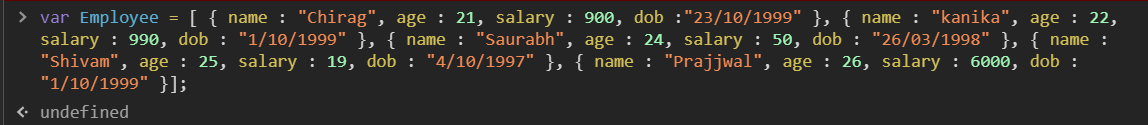 > var Employee = [ { name : "Chirag", age : 21, salary : 900, dob :"23/10/1999" }, { name : "kanika", age : 22,
salary : 990, dob : "1/10/1999" }, { name : "Saurabh", age : 24, salary : 50, dob : "26/03/1998" }, { name :
"Shivam", age : 25, salary : 19, dob : "4/10/1997" }, { name : "Prajjwal", age : 26, salary : 6000, dob :
"1/10/1999" }];
undefined